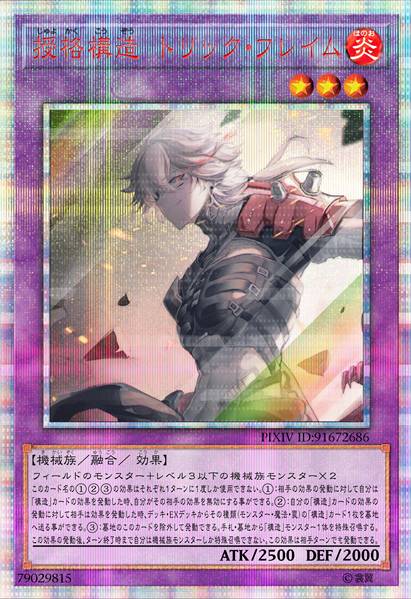 じゅよ かく こう ぞう
授格構造 トリック・フレイム
ほのお
炎
PIXIV ID:91672686
【機械族／融合／ 効果】
フィールドのモンスター＋レベル３以下の機械族モンスター×２
このカード名の①②③の効果はそれぞれ１ターンに１度しか使用できない。①：相手の効果の発動に対して自分は
「構造」カードの効果を発動した時、自分がその相手の効果を無効にする事ができる。②：自分の「構造」カードの効果の
発動に対して相手は効果を発動した時、デッキ・EXデッキからその種類（モンスター・魔法・罠）の「構造」カード１枚を墓地
へ送る事ができる。③：墓地のこのカードを除外して発動できる。手札・墓地から「構造」モンスター１体を特殊召喚する。
この効果の発動後、ターン終了時まで自分は機械族モンスターしか特殊召喚できない。この効果は相手ターンでも発動できる。
ATK/2500 DEF/2000
79029815